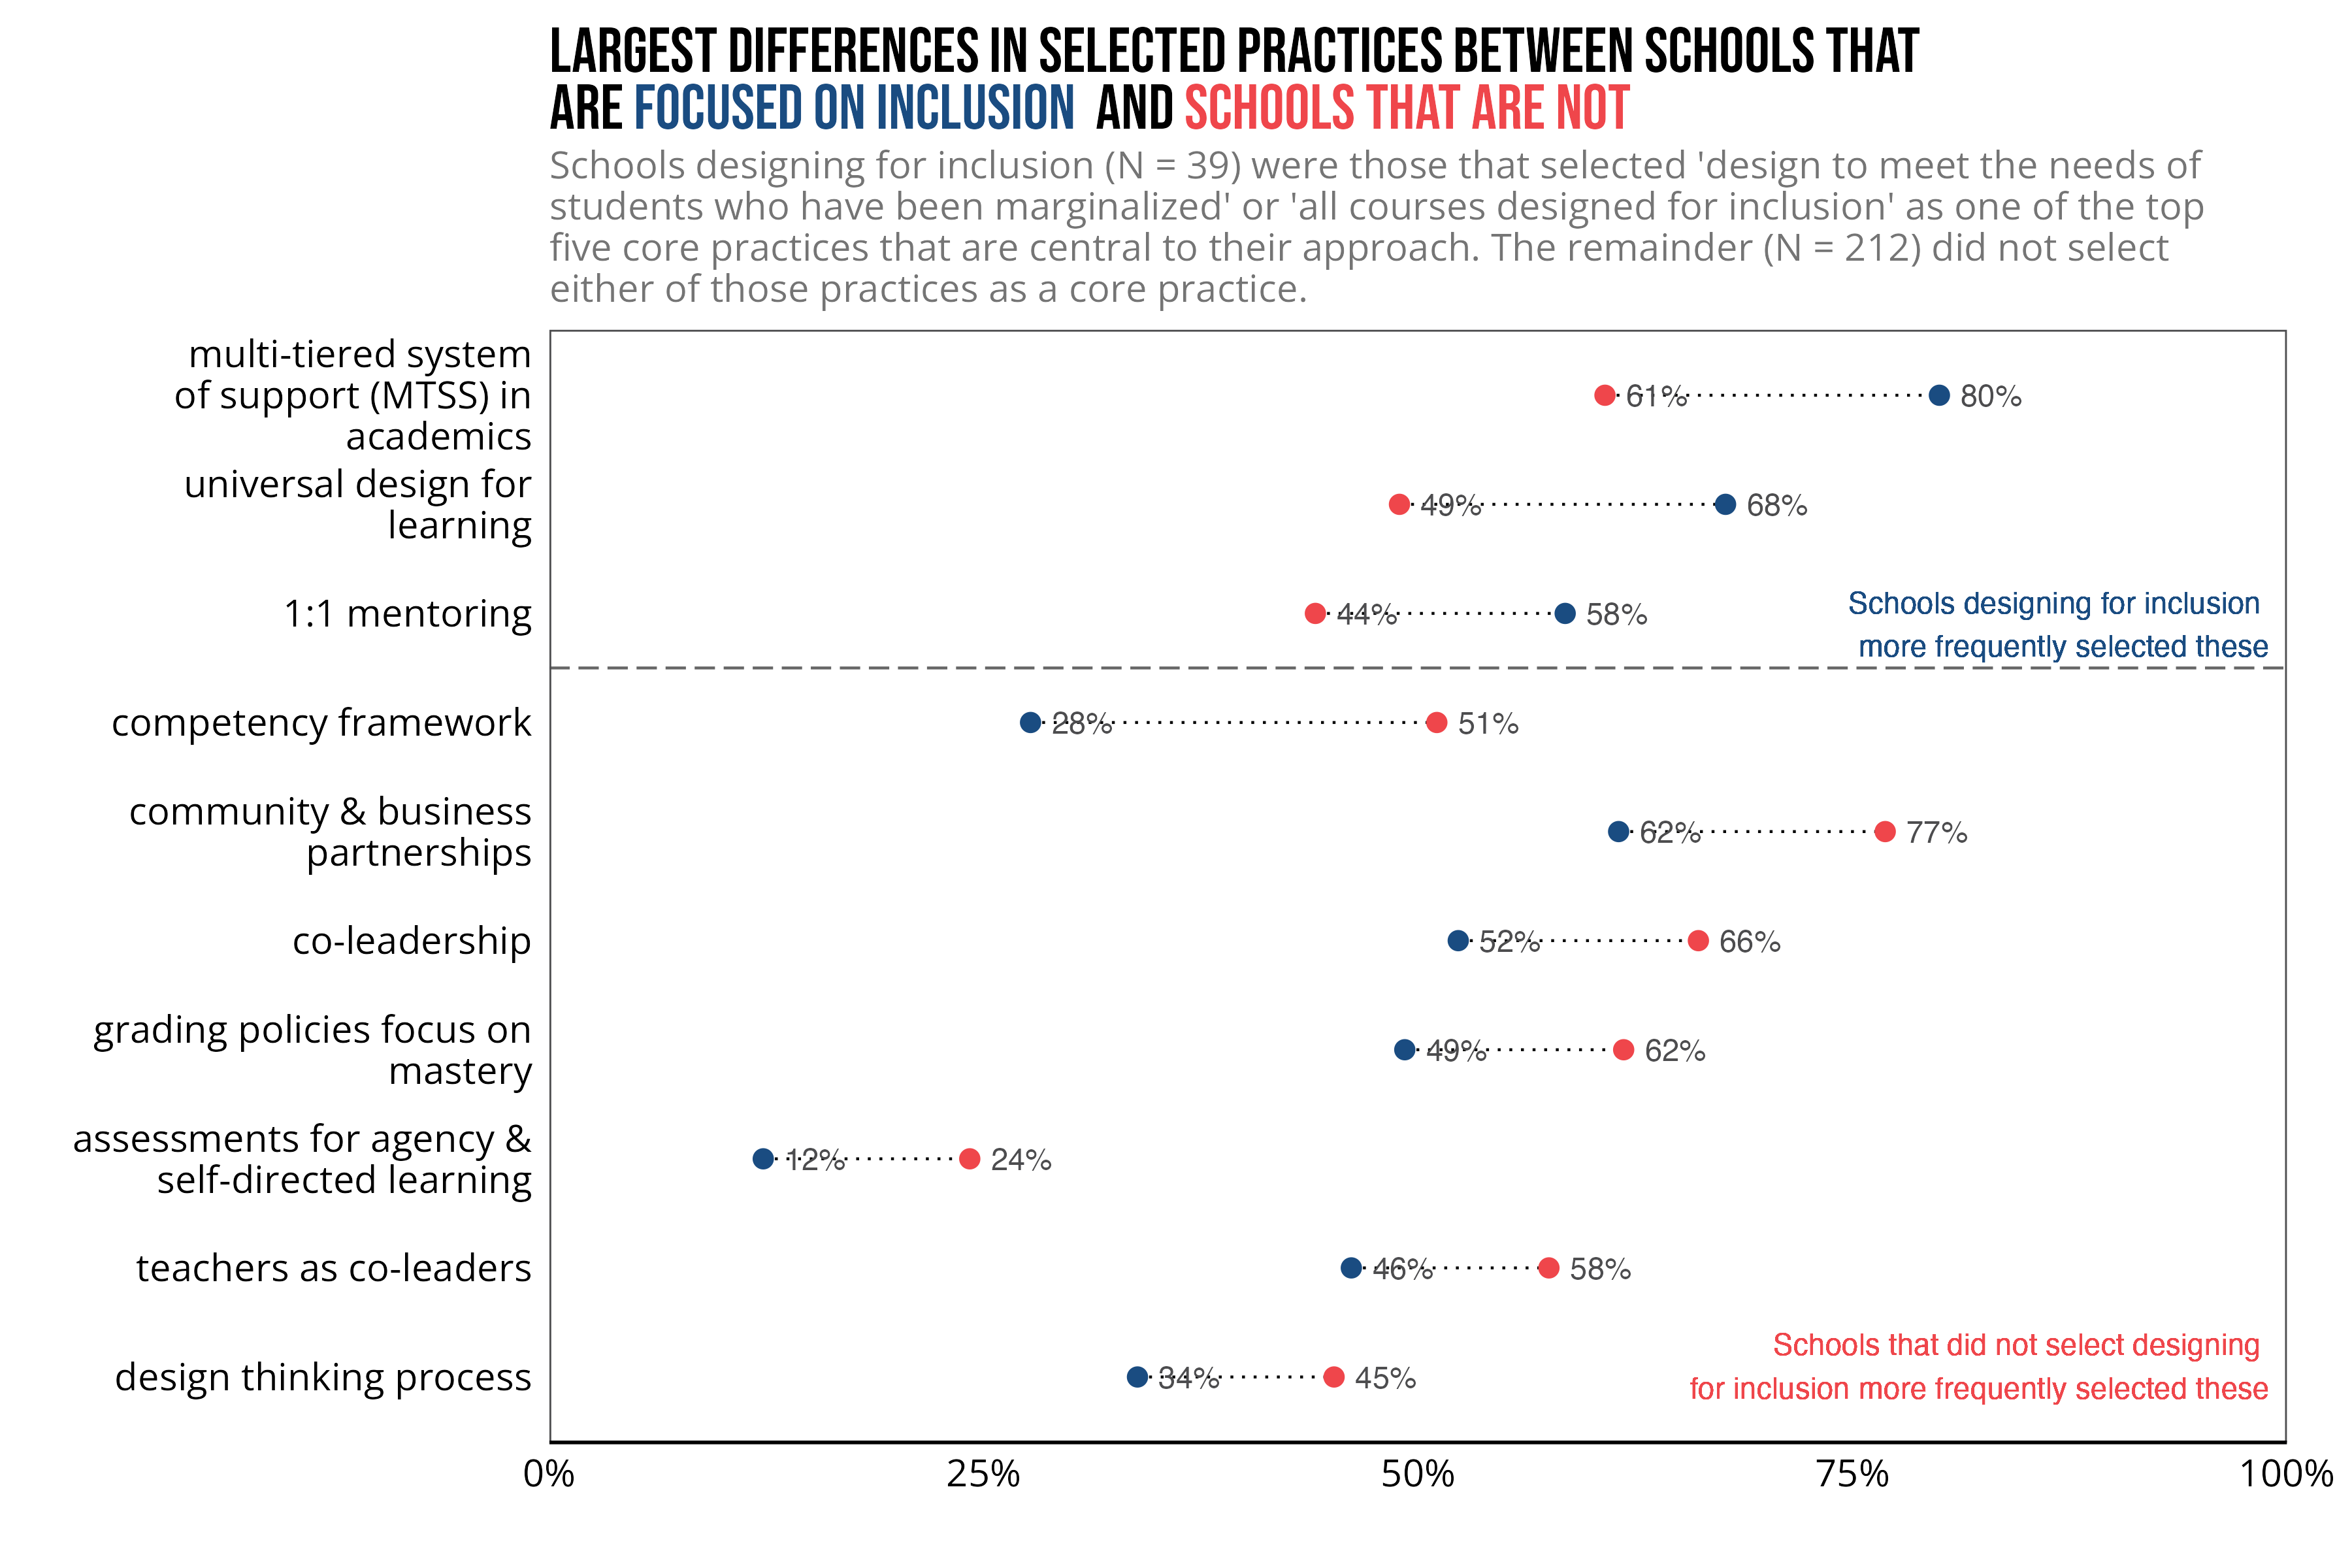 LARGEST DIFFERENCES IN SELECTED PRACTICES BETWEEN SCHOOLS THAT
ARE FOCUSED ON INCLUSION AND SCHOOLS THAT ARE NOT
Schools designing for inclusion (N = 39) were those that selected 'design to meet the needs of
students who have been marginalized' or 'all courses designed for inclusion' as one of the top
five core practices that are central to their approach. The remainder (N = 212) did not select
either of those practices as a core practice.
multi-tiered system
of support (MTSS) in
academics
61% 80%
universal design for
learning
49% 68%
1:1 mentoring
44% 58%
Schools designing for inclusion
more frequently selected these
competency framework
28% 51%
community & business
partnerships
62% 77%
co-leadership
52% 66%
grading policies focus on
mastery
49% 62%
assessments for agency &
self-directed learning
12% 24%
teachers as co-leaders
46% 58%
design thinking process
34% 45%
Schools that did not select designing
for inclusion more frequently selected these
0% 25% 50% 75% 100%